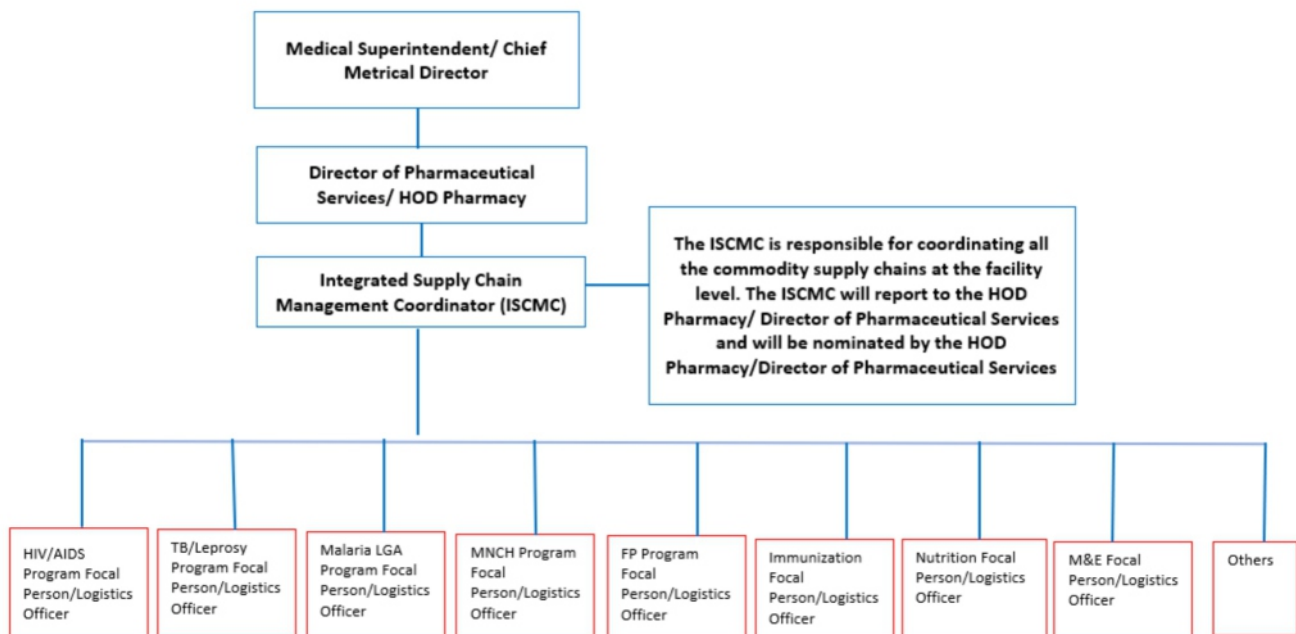 Medical Superintendent/ Chief
Metrical Director
Director of Pharmaceutical
Services/ HOD Pharmacy
Integrated Supply Chain
Management Coordinator (ISCMC)
The ISCMC is responsible for coordinating all
the commodity supply chains at the facility
level. The ISCMC will report to the HOD
Pharmacy/ Director of Pharmaceutical Services
and will be nominated by the HOD
Pharmacy/Director of Pharmaceutical Services
HIV/AIDS
Program Focal
Person/Logistics
Officer
TB/Leprosy
Program Focal
Person/Logistics
Officer
Malaria LGA
Program Focal
Person/Logistics
Officer
MNCH Program
Focal
Person/Logistics
Officer
FP Program
Focal
Person/Logistics
Officer
Immunization
Focal
Person/Logistics
Officer
Nutrition Focal
Person/Logistics
Officer
M&E Focal
Person/Logistics
Officer
Others